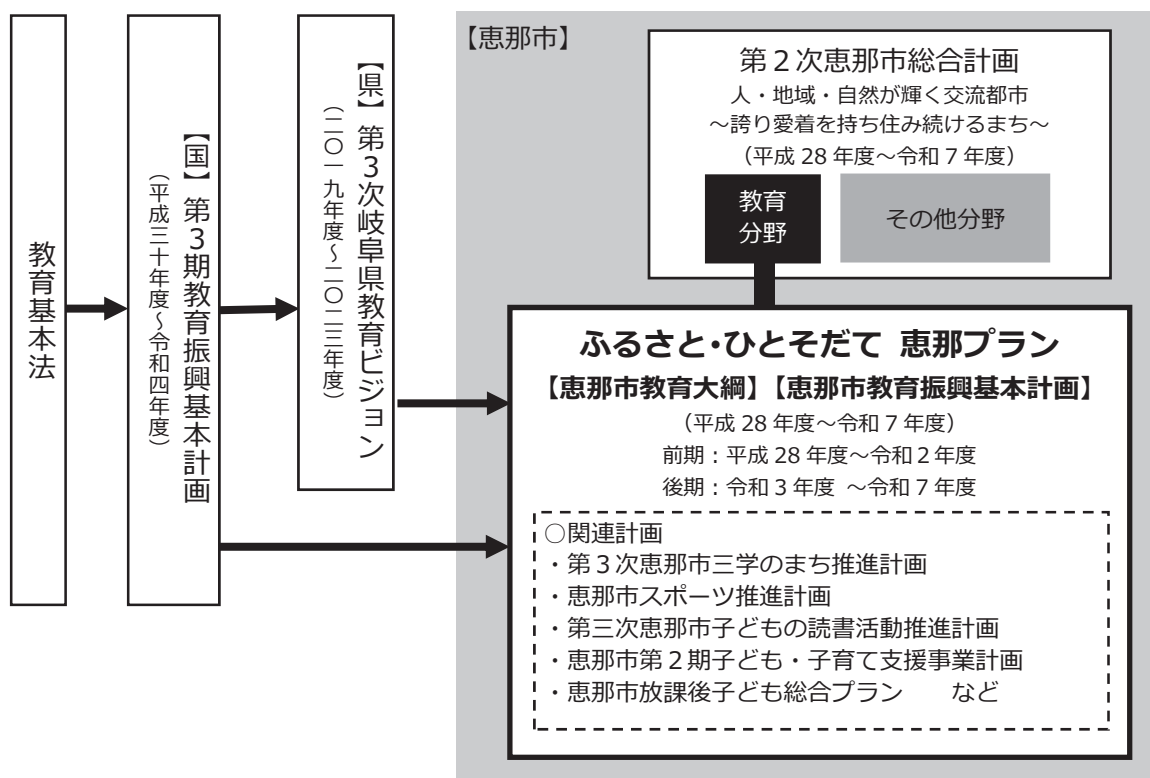 教育基本法
【国】第3期教育振興基本計画
（平成三十年度～令和四年度）
【県】第3次岐阜県教育ビジョン
（二〇一九年度～二〇二三年度）
【恵那市】
第２次恵那市総合計画
人・地域・自然が輝く交流都市
～誇り愛着を持ち住み続けるまち～
（平成 28 年度～令和 7 年度）
教育
分野
その他分野
ふるさと・ひとそだて 恵那プラン
【恵那市教育大綱】【恵那市教育振興基本計画】
（平成 28 年度～令和 7 年度）
前期：平成 28 年度～令和 2 年度
後期：令和 3 年度 ～令和 7 年度
○関連計画
・第３次恵那市三学のまち推進計画
・恵那市スポーツ推進計画
・第三次恵那市子どもの読書活動推進計画
・恵那市第２期子ども・子育て支援事業計画
・恵那市放課後子ども総合プラン　　など